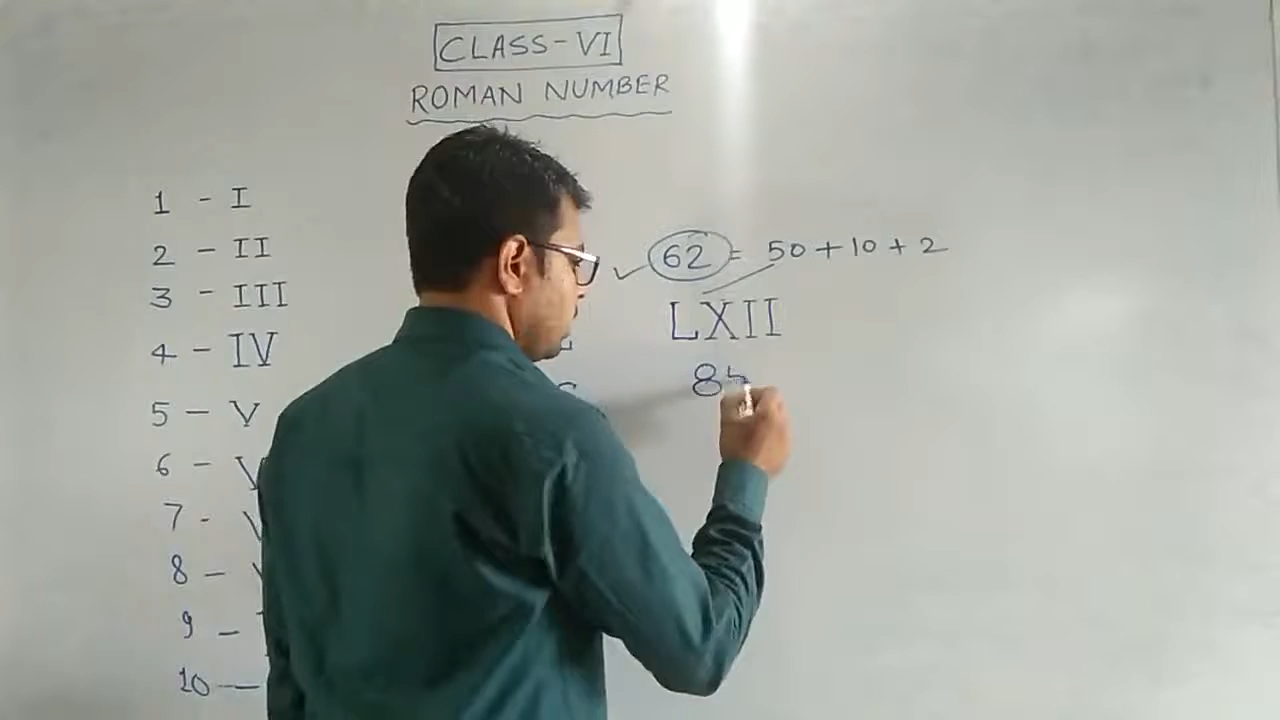 CLASS-VI
ROMAN NUMBER
1 - I
2 - II
3 - III
4 - IV
5 - V
6 -
7 -
8 -
9 -
10 -
62 = 50 + 10 + 2
LXII